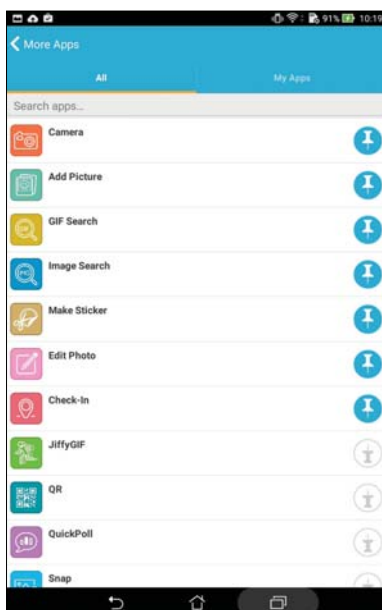 91% 10:19
More Apps
All My Apps
Search apps...
Camera
Add Picture
GIF Search
Image Search
Make Sticker
Edit Photo
Check-In
JiffyGIF
QR
QuickPoll
Snap